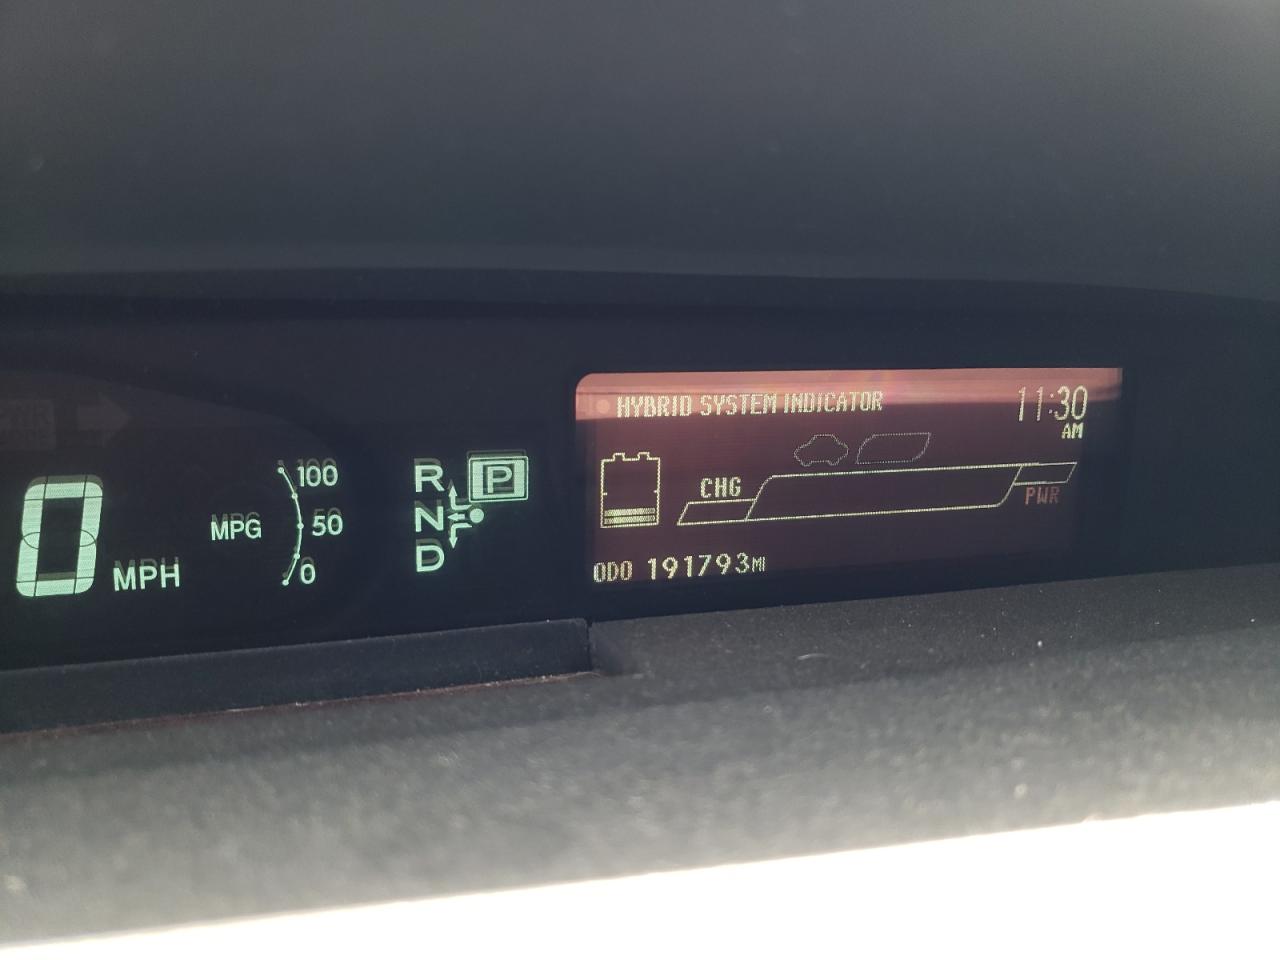 HYBRID SYSTEM INDICATOR
11:30
AM
CHG
PWR
ODO 191793MI
0 MPH
MPG
100
50
0
R
P
N
D